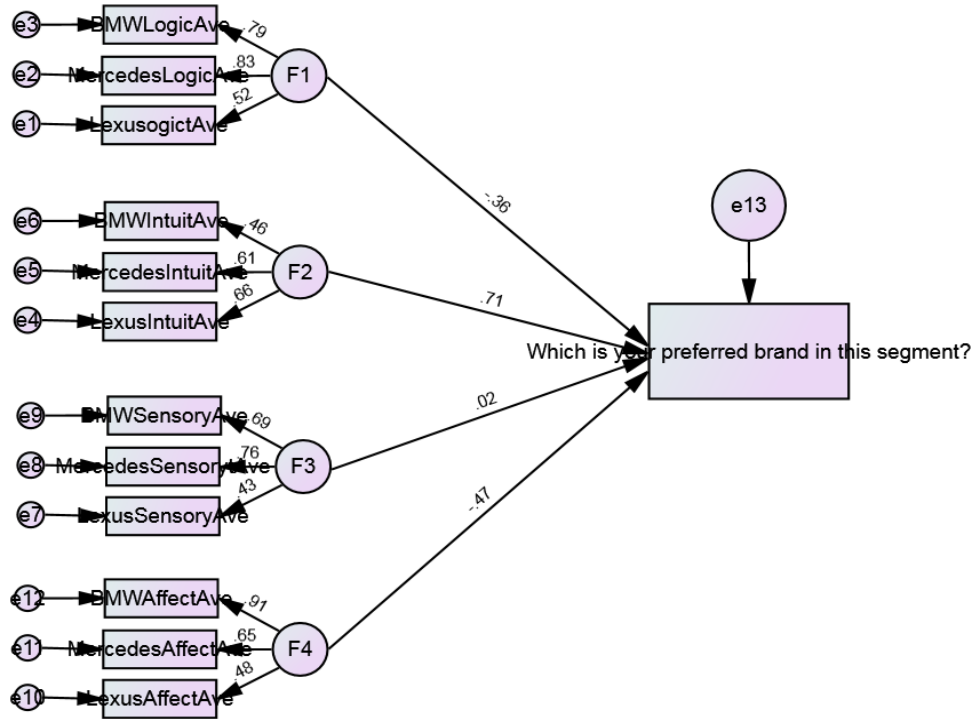 e3 BMWLogicAve .79
e2 MercedesLogicAve .83 F1
e1 LexusogictAve .52
-.36
e13
e6 BMWIntuitAve .46
e5 MercedesIntuitAve .61 F2
e4 LexusIntuitAve .66
.71
Which is your preferred brand in this segment?
.02
e9 BMWSensoryAve .69
e8 MercedesSensoryAve .76 F3
e7 LexusSensoryAve .43
-.47
e12 BMWAffectAve .91
e11 MercedesAffectAve .65 F4
e10 LexusAffectAve .48